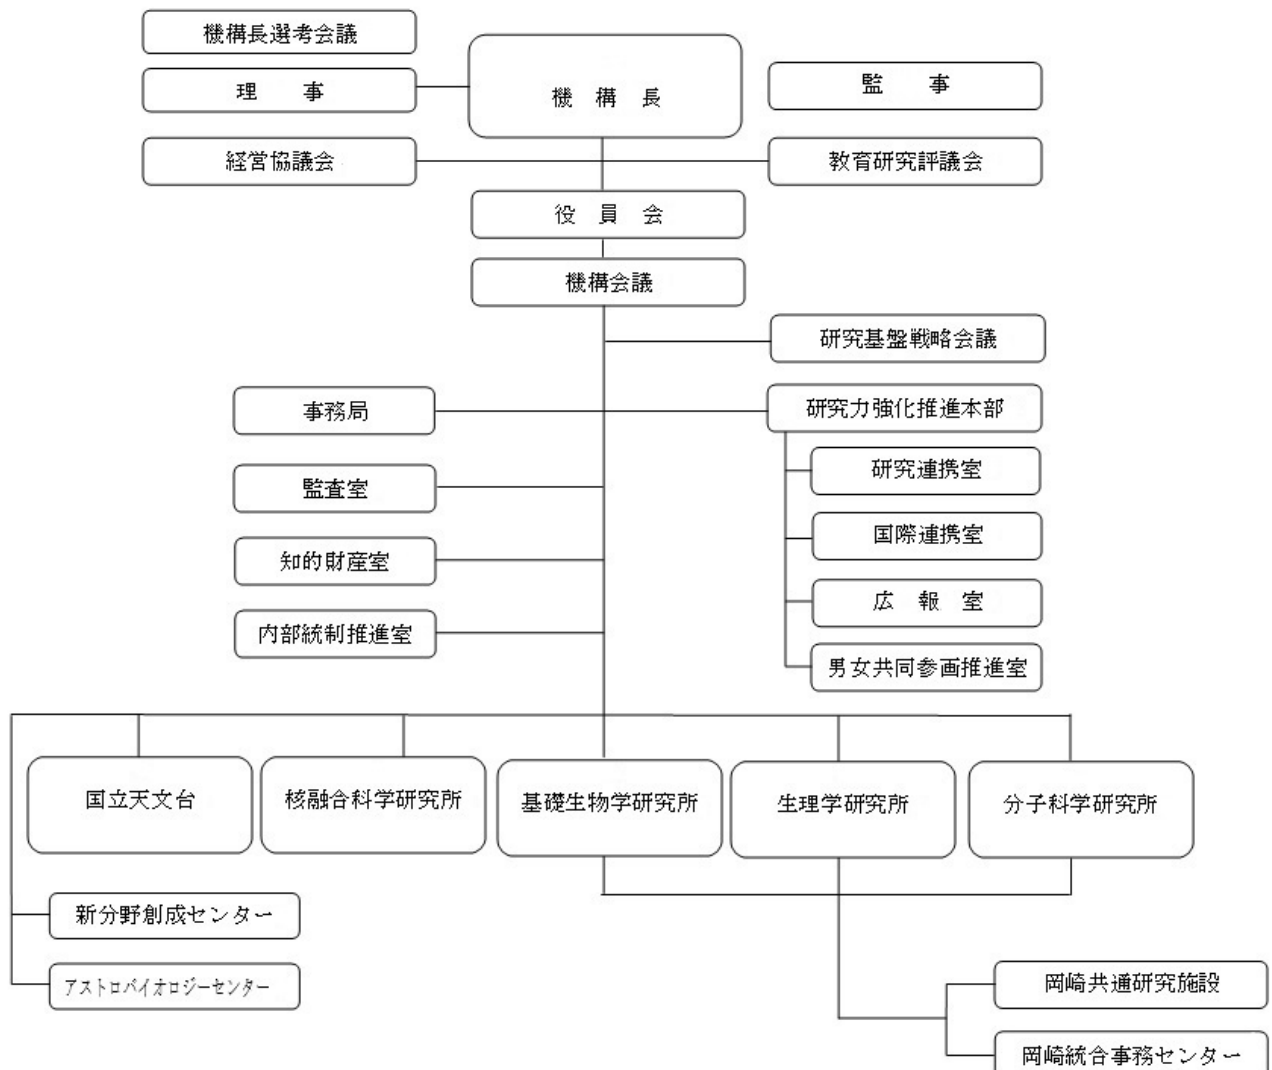 機構長選考会議
機 構 長
理 事
監 事
経営協議会
教育研究評議会
役 員 会
機構会議
研究基盤戦略会議
事務局
研究力強化推進本部
研究連携室
監査室
国際連携室
知的財産室
広 報 室
内部統制推進室
男女共同参画推進室
国立天文台
核融合科学研究所
基礎生物学研究所
生理学研究所
分子科学研究所
新分野創成センター
アストロバイオロジーセンター
岡崎共通研究施設
岡崎統合事務センター